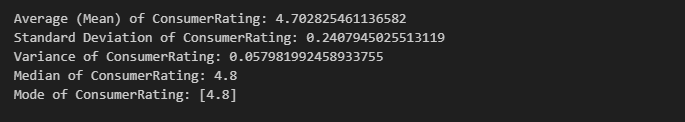 Average (Mean) of ConsumerRating: 4.702825461136582
Standard Deviation of ConsumerRating: 0.2407945025513119
Variance of ConsumerRating: 0.057981992458933755
Median of ConsumerRating: 4.8
Mode of ConsumerRating: [4.8]